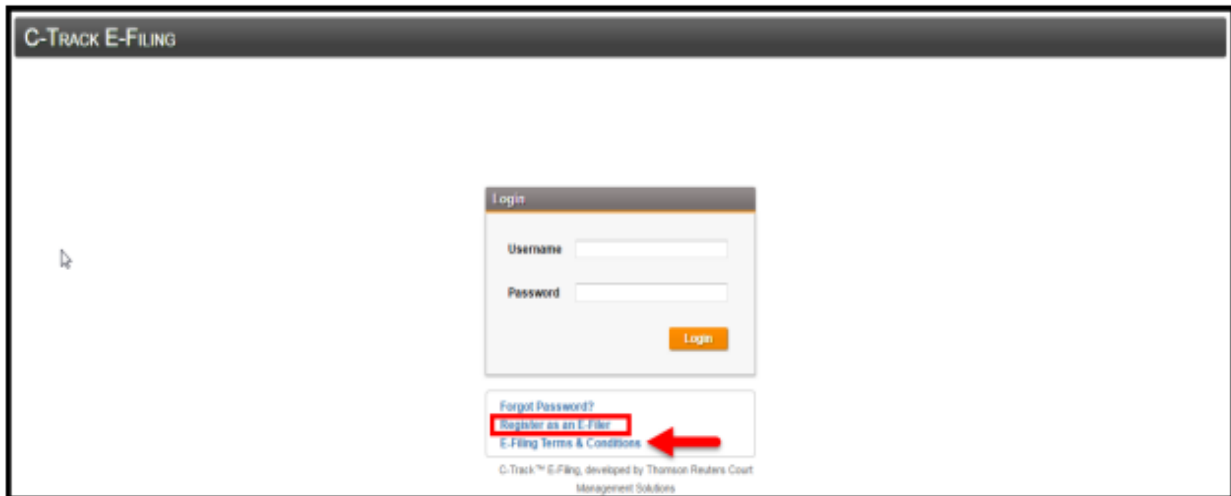 C-TRACK E-FILING
Login
Username
Password
Login
Forgot Password?
Register as an E-Filer
E-Filing Terms & Conditions
C-Track™ E-Filing, developed by Thomson Reuters Court
Management Solutions